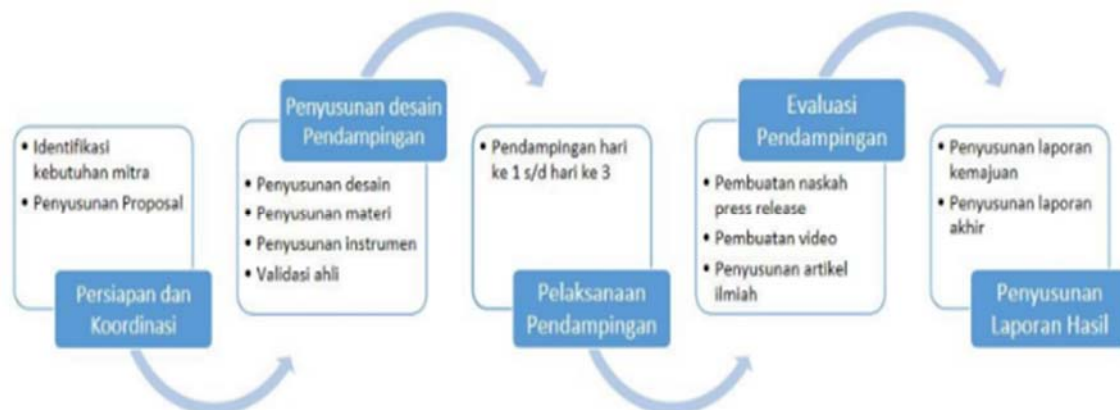 • Identifikasi
kebutuhan mitra
• Penyusunan Proposal
Persiapan dan
Koordinasi
Penyusunan desain
Pendampingan
• Penyusunan desain
• Penyusunan materi
• Penyusunan instrumen
• Validasi ahli
• Pendampingan hari
ke 1 s/d hari ke 3
Pelaksanaan
Pendampingan
Evaluasi
Pendampingan
• Pembuatan naskah
press release
• Pembuatan video
• Penyusunan artikel
ilmiah
• Penyusunan laporan
kemajuan
• Penyusunan laporan
akhir
Penyusunan
Laporan Hasil